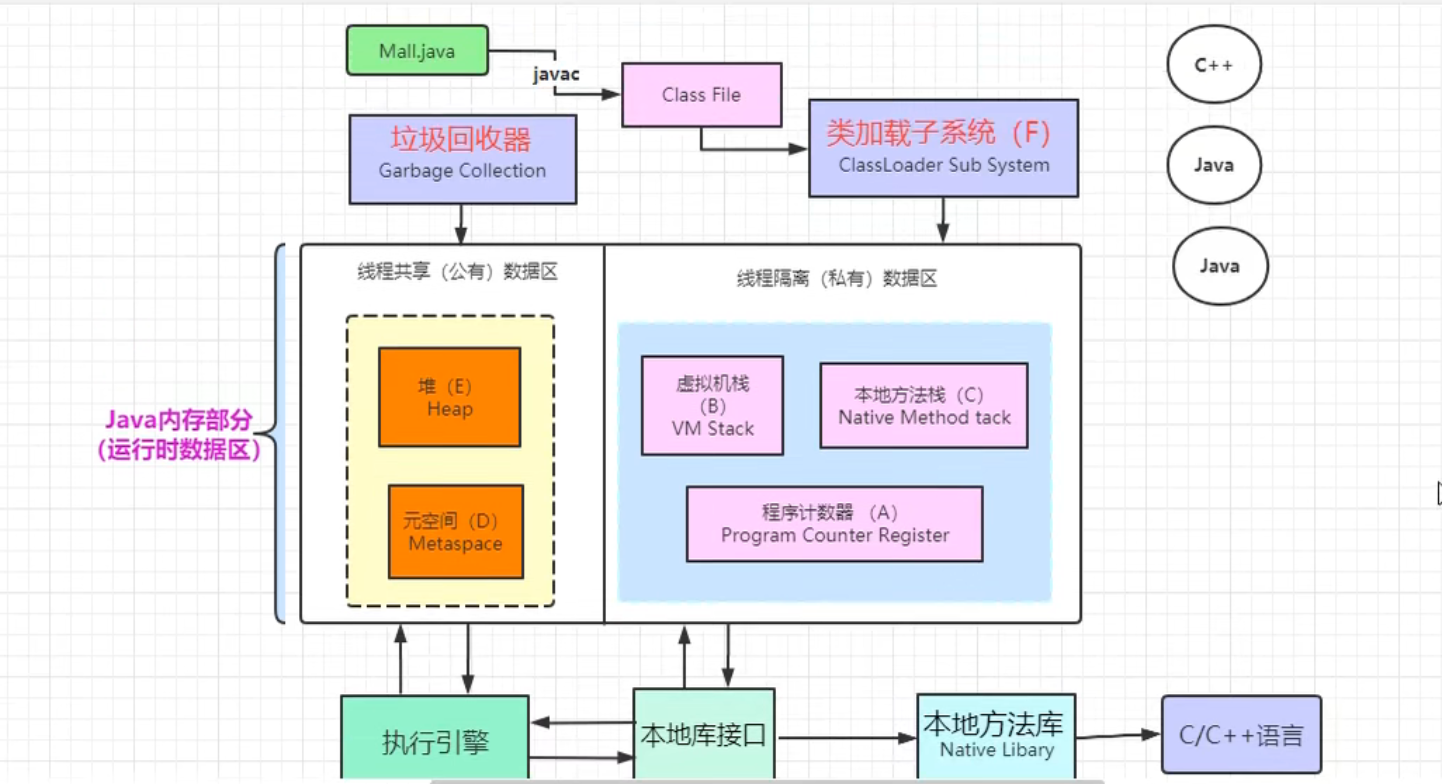 Mall.java
javac
Class File
垃圾回收器
Garbage Collection
类加载子系统（F）
ClassLoader Sub System
C++
Java
Java
线程共享（公有）数据区
线程隔离（私有）数据区
堆（E）
Heap
元空间（D）
Metaspace
虚拟机栈
（B）
VM Stack
本地方法栈（C）
Native Method tack
程序计数器 （A）
Program Counter Register
Java内存部分
(运行时数据区)
执行引擎
本地库接口
本地方法库
Native Libary
C/C++语言